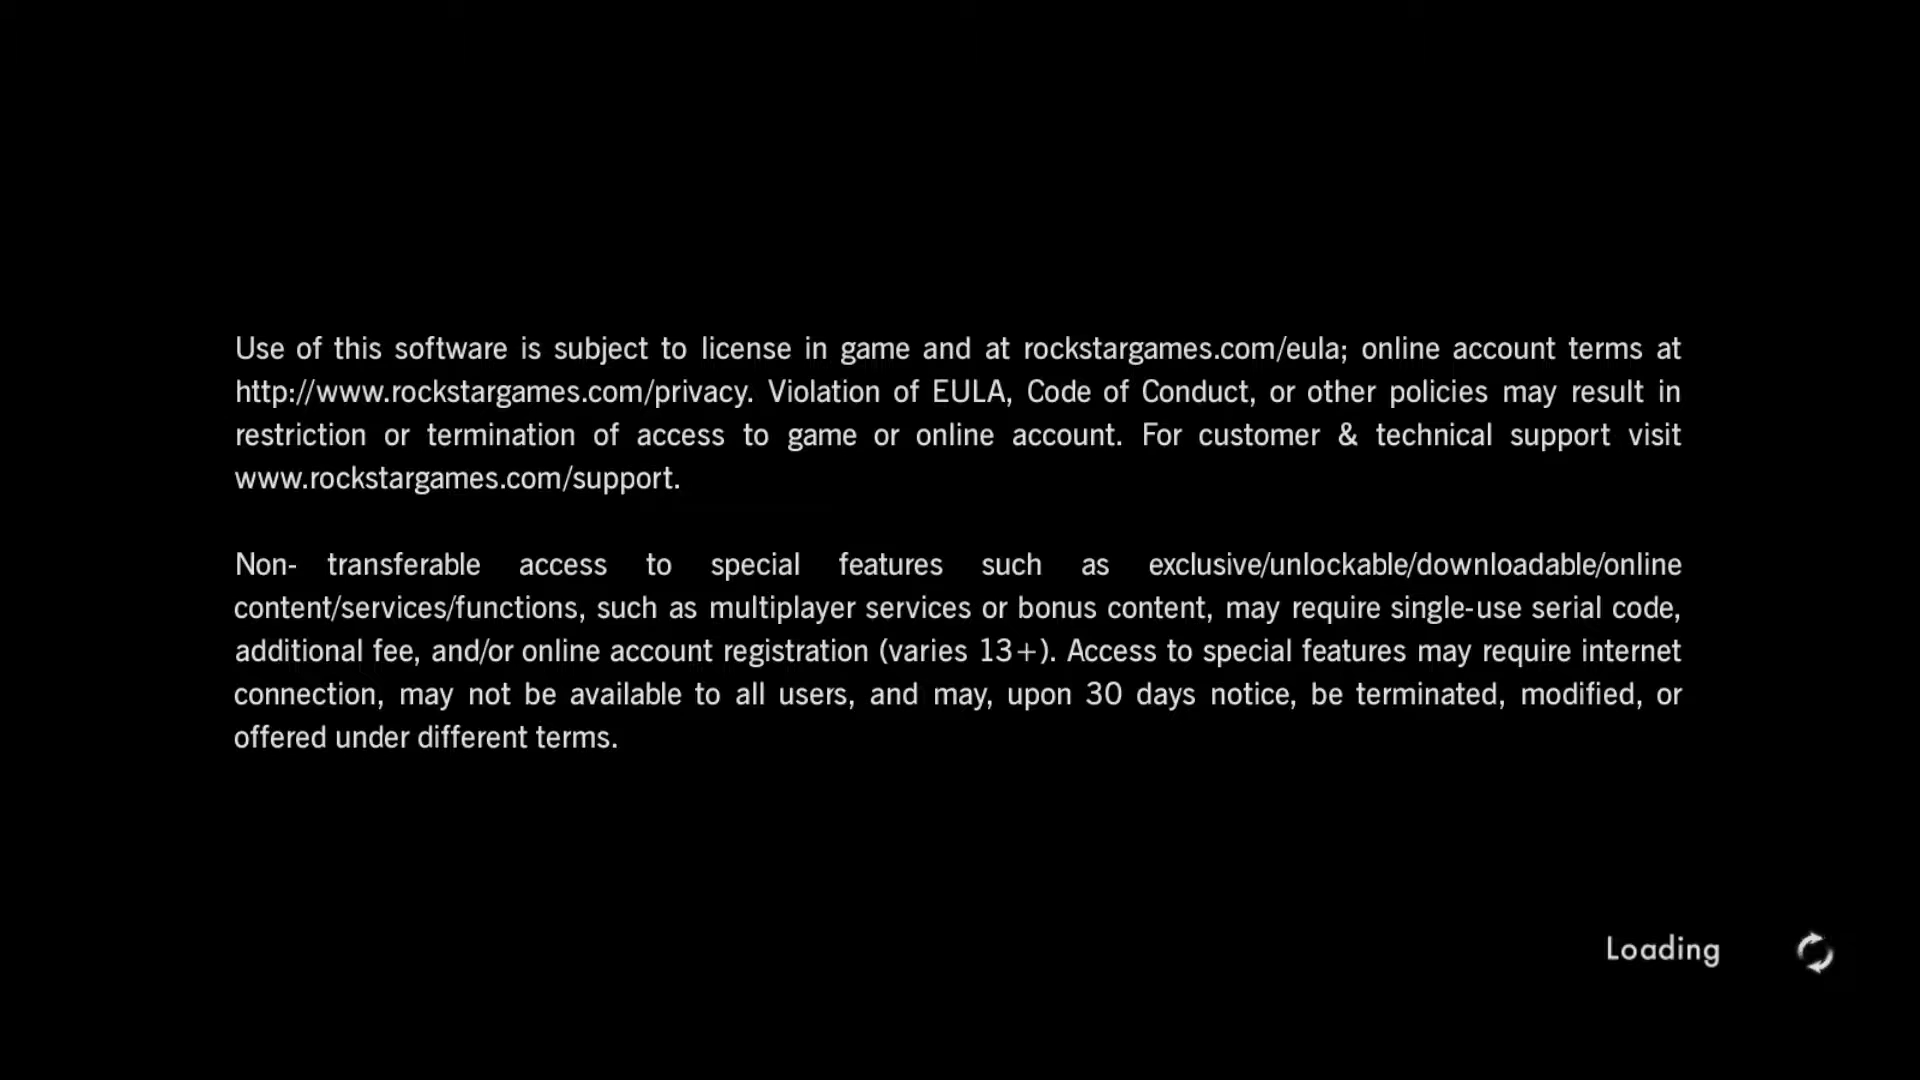 Use of this software is subject to license in game and at rockstargames.com/eula; online account terms at
http://www.rockstargames.com/privacy. Violation of EULA, Code of Conduct, or other policies may result in
restriction or termination of access to game or online account. For customer & technical support visit
www.rockstargames.com/support.
Non- transferable access to special features such as exclusive/unlockable/downloadable/online
content/services/functions, such as multiplayer services or bonus content, may require single-use serial code,
additional fee, and/or online account registration (varies 13+). Access to special features may require internet
connection, may not be available to all users, and may, upon 30 days notice, be terminated, modified, or
offered under different terms.
Loading